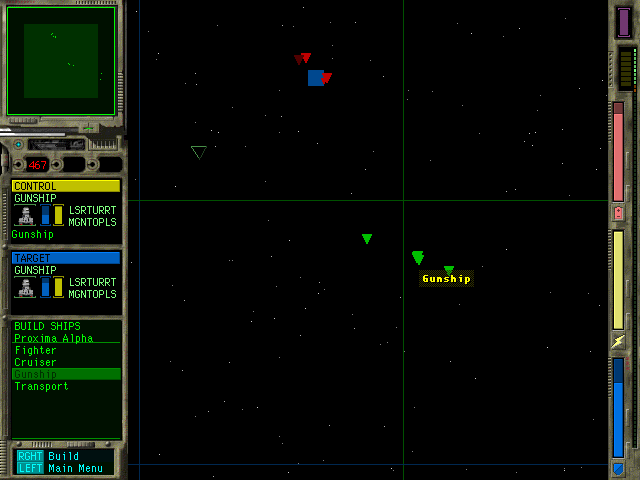 467
CONTROL
GUNSHIP
LSRTURRT
MGNTOPLS
Gunship
TARGET
GUNSHIP
LSRTURRT
MGNTOPLS
BUILD SHIPS
Proxima Alpha
Fighter
Cruiser
Gunship
Transport
RGHT Build
LEFT Main Menu
Gunship